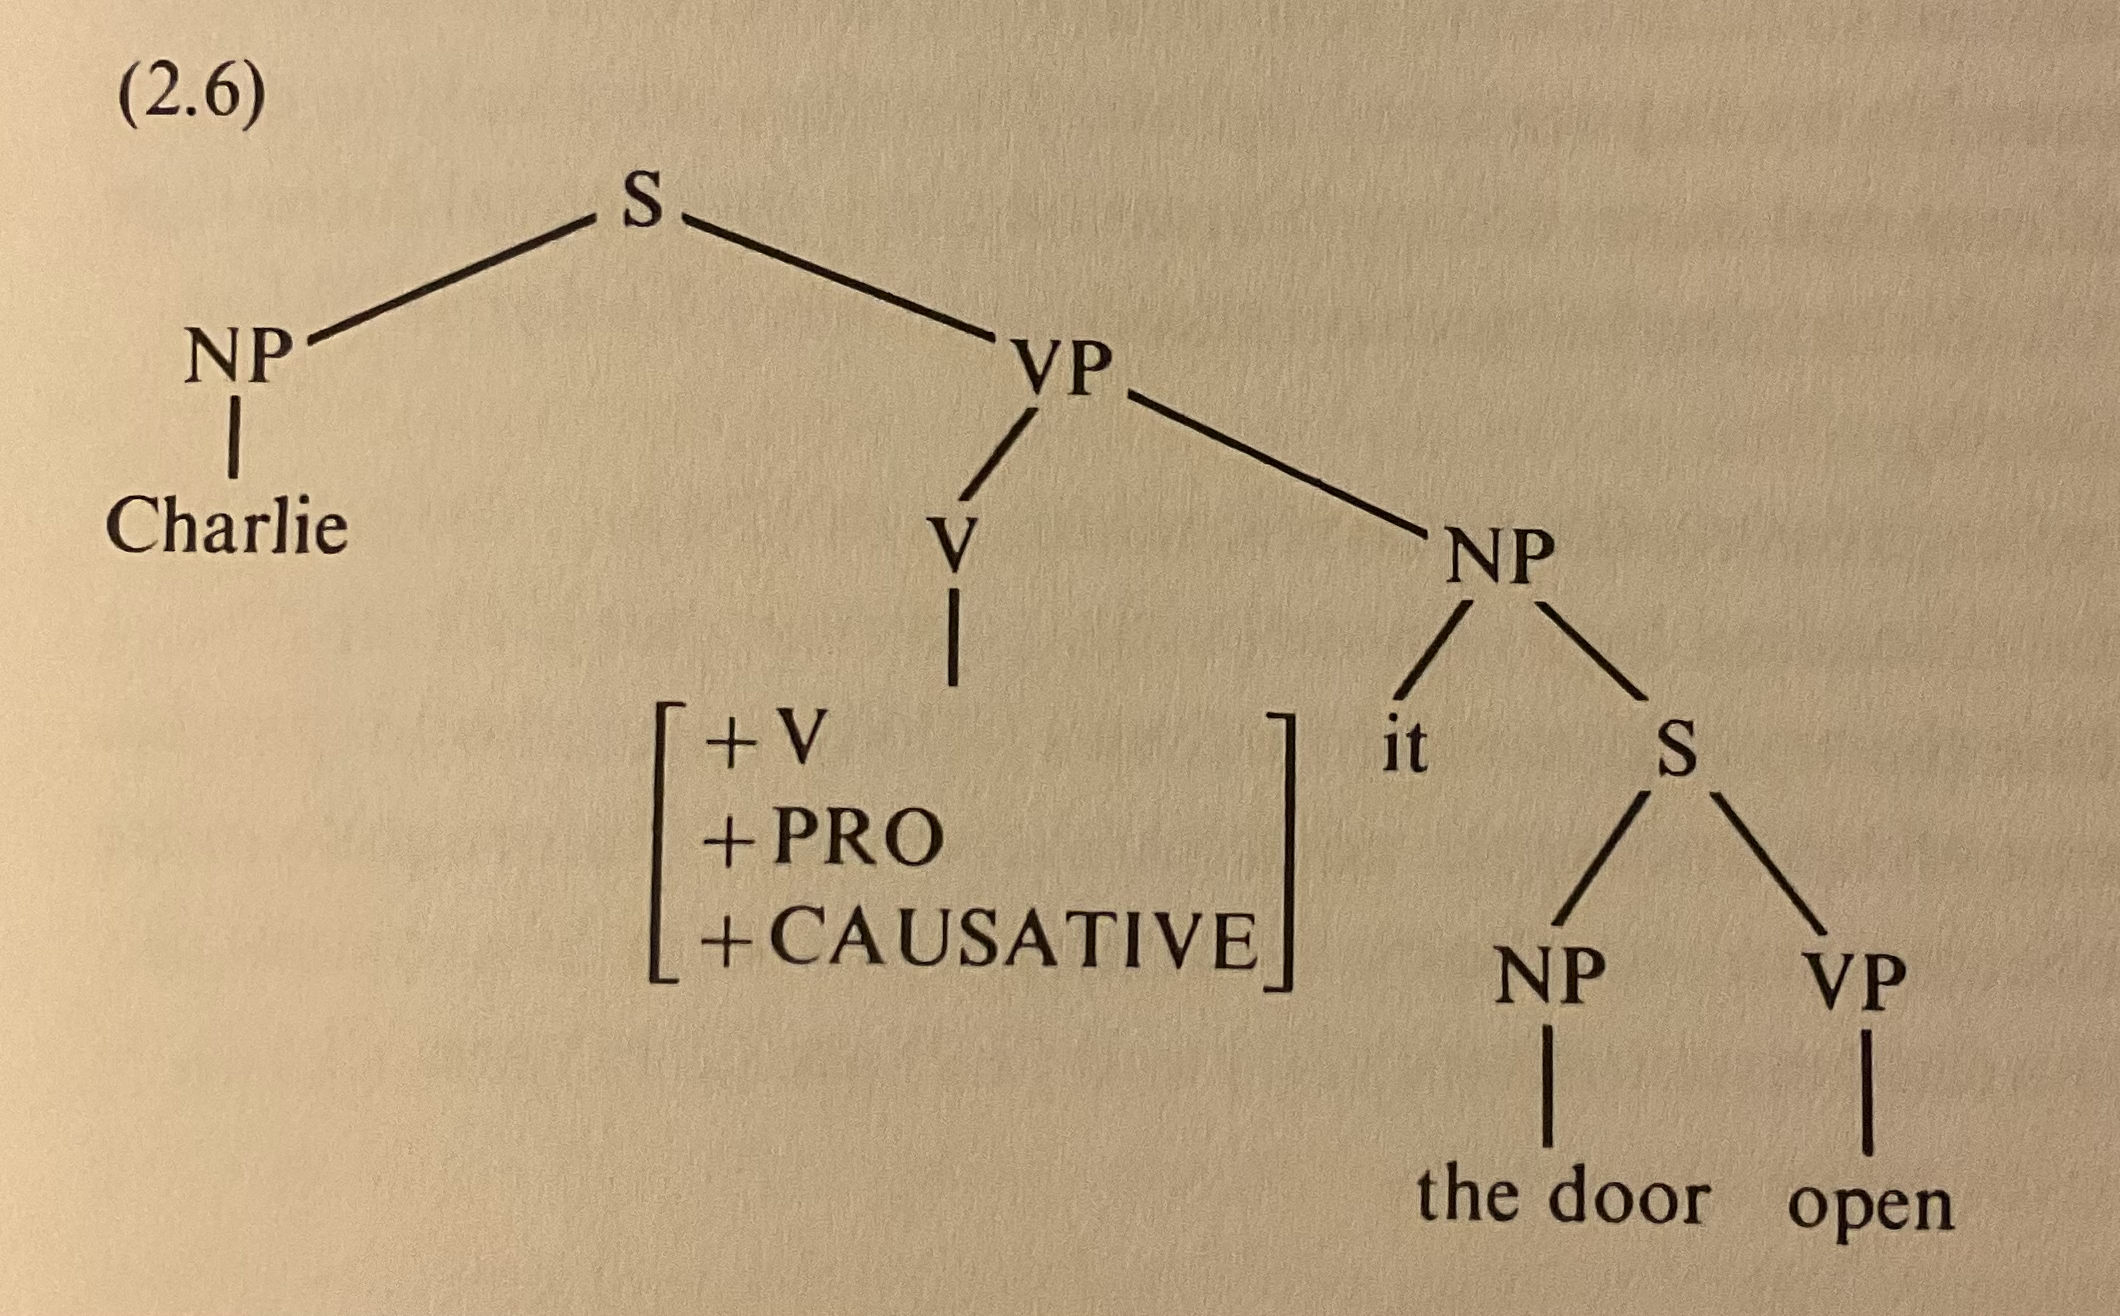 (2.6)
S
NP VP
Charlie V NP
+V it S
+PRO
+CAUSATIVE NP VP
the door open